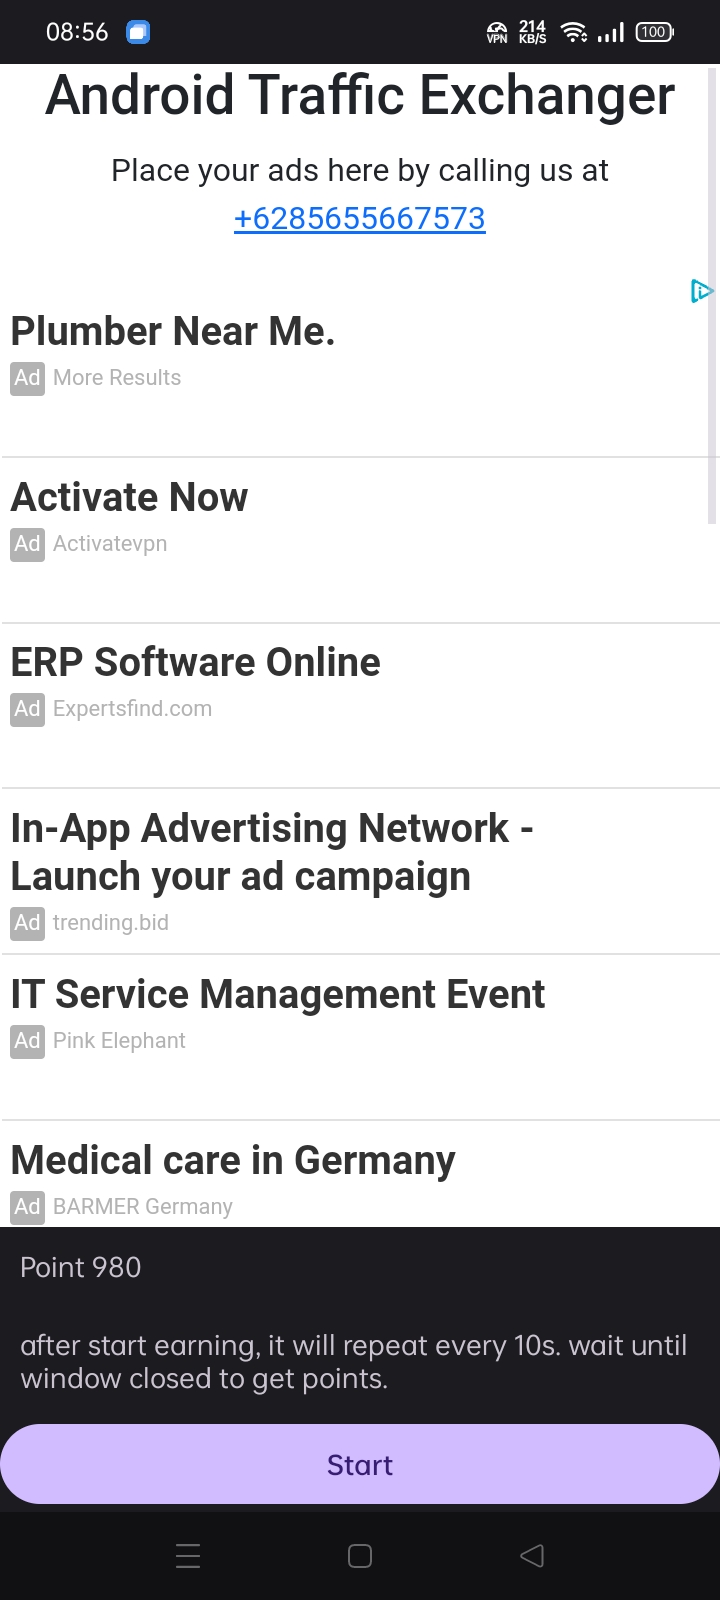 08:56
VPN 214 KB/S 100
Android Traffic Exchanger
Place your ads here by calling us at
+6285655667573
Plumber Near Me.
Ad More Results
Activate Now
Ad Activatevpn
ERP Software Online
Ad Expertsfind.com
In-App Advertising Network -
Launch your ad campaign
Ad trending.bid
IT Service Management Event
Ad Pink Elephant
Medical care in Germany
Ad BARMER Germany
Point 980
after start earning, it will repeat every 10s. wait until
window closed to get points.
Start